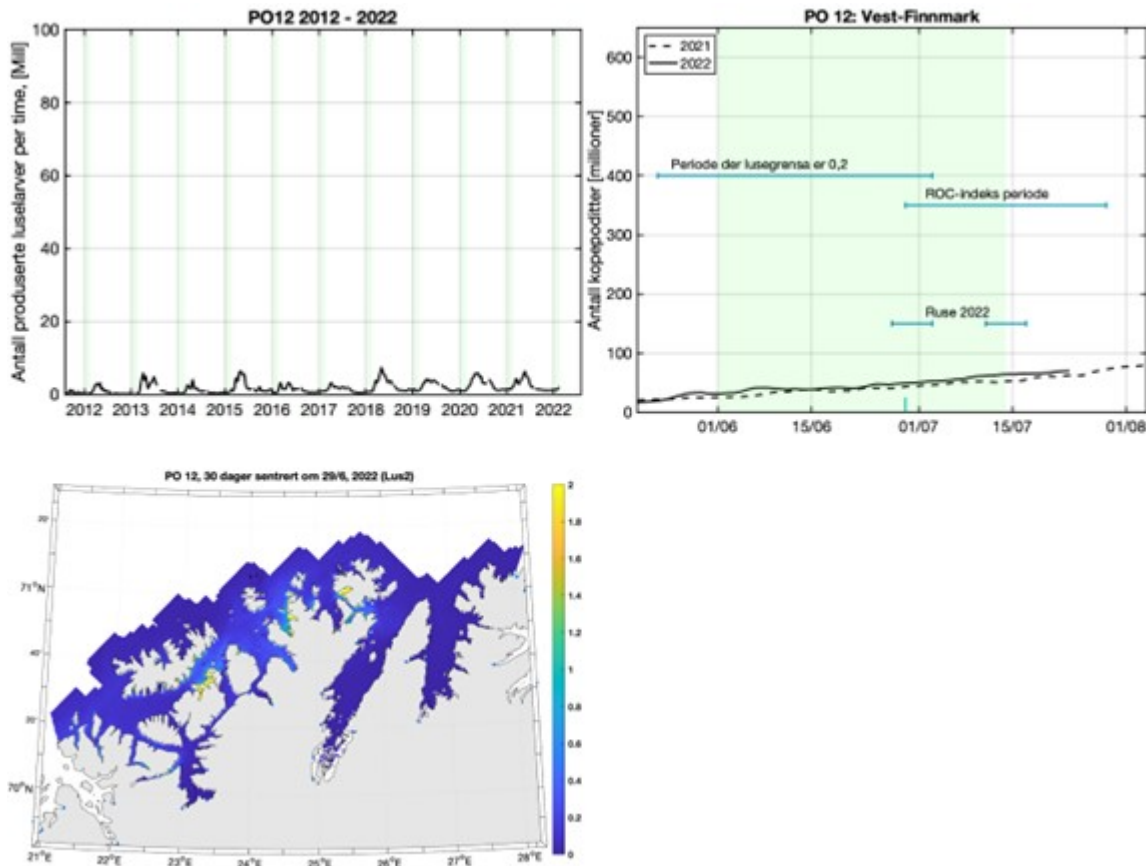 PO12 2012 - 2022
Antall produserte luselarver per time, [Mill]
100
80
60
40
20
0
2012 2013 2014 2015 2016 2017 2018 2019 2020 2021 2022
PO 12: Vest-Finnmark
2021
2022
Antall kopepoditter [millioner]
600
500
400
300
200
100
0
Periode der lusegrensa er 0,2
ROC-indeks periode
Ruse 2022
01/06 15/06 01/07 15/07 01/08
PO 12, 30 dager sentrert om 29/6, 2022 (Lus2)
20'
71°N
40'
20'
70°N
21°E 22°E 23°E 24°E 25°E 26°E 27°E 28°E
2
1.8
1.6
1.4
1.2
1
0.8
0.6
0.4
0.2
0